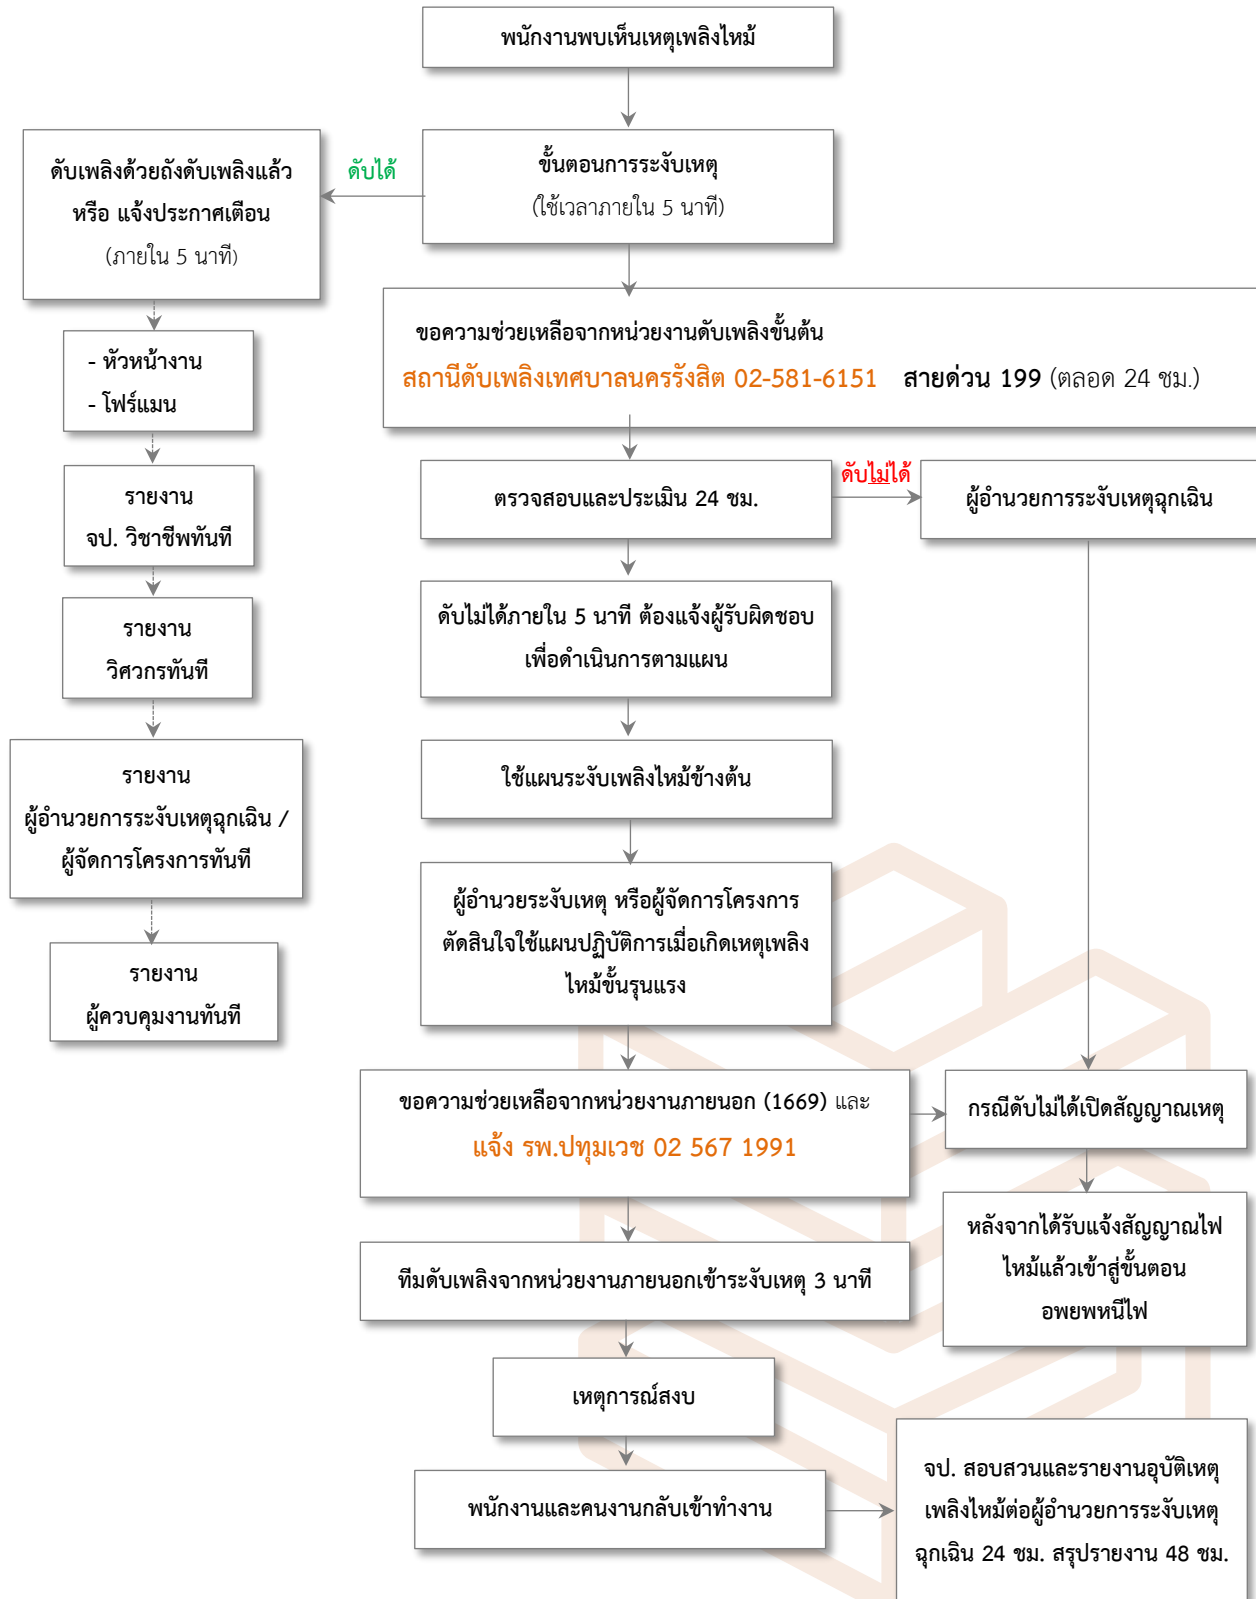 พนักงานพบเห็นเหตุเพลิงไหม้
ขั้นตอนการระงับเหตุ
(ใช้เวลาภายใน 5 นาที)
ดับได้
ดับเพลิงด้วยถังดับเพลิงแล้ว
หรือ แจ้งประกาศเตือน
(ภายใน 5 นาที)
- หัวหน้างาน
- โฟร์แมน
รายงาน
จป. วิชาชีพทันที
รายงาน
วิศวกรทันที
รายงาน
ผู้อำนวยการระงับเหตุฉุกเฉิน /
ผู้จัดการโครงการทันที
รายงาน
ผู้ควบคุมงานทันที
ขอความช่วยเหลือจากหน่วยงานดับเพลิงขั้นต้น
สถานีดับเพลิงเทศบาลนครรังสิต 02-581-6151 สายด่วน 199 (ตลอด 24 ชม.)
ตรวจสอบและประเมิน 24 ชม.
ดับไม่ได้
ผู้อำนวยการระงับเหตุฉุกเฉิน
ดับไม่ได้ภายใน 5 นาที ต้องแจ้งผู้รับผิดชอบ
เพื่อดำเนินการตามแผน
ใช้แผนระงับเพลิงไหม้ข้างต้น
ผู้อำนวยระงับเหตุ หรือผู้จัดการโครงการ
ตัดสินใจใช้แผนปฏิบัติการเมื่อเกิดเหตุเพลิง
ไหม้ขั้นรุนแรง
ขอความช่วยเหลือจากหน่วยงานภายนอก (1669) และ
แจ้ง รพ.ปทุมเวช 02 567 1991
กรณีดับไม่ได้เปิดสัญญาณเหตุ
หลังจากได้รับแจ้งสัญญาณไฟ
ไหม้แล้วเข้าสู่ขั้นตอน
อพยพหนีไฟ
ทีมดับเพลิงจากหน่วยงานภายนอกเข้าระงับเหตุ 3 นาที
เหตุการณ์สงบ
พนักงานและคนงานกลับเข้าทำงาน
จป. สอบสวนและรายงานอุบัติเหตุ
เพลิงไหม้ต่อผู้อำนวยการระงับเหตุ
ฉุกเฉิน 24 ชม. สรุปรายงาน 48 ชม.